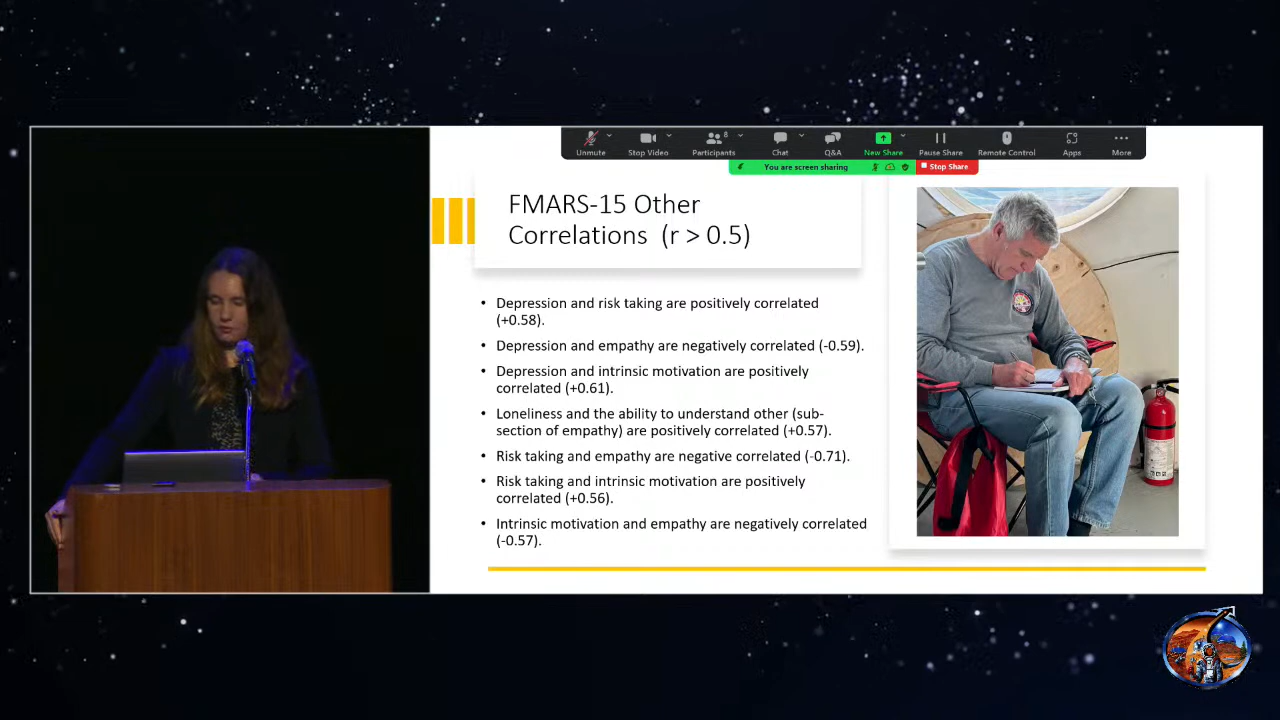 Unmute
Stop Video
8
Participants
Chat
Q&A
New Share
Pause Share
Remote Control
Apps
More
You are screen sharing
Stop Share
FMARS-15 Other
Correlations (r > 0.5)
• Depression and risk taking are positively correlated
(+0.58).
• Depression and empathy are negatively correlated (-0.59).
• Depression and intrinsic motivation are positively
correlated (+0.61).
• Loneliness and the ability to understand other (sub-
section of empathy) are positively correlated (+0.57).
• Risk taking and empathy are negative correlated (-0.71).
• Risk taking and intrinsic motivation are positively
correlated (+0.56).
• Intrinsic motivation and empathy are negatively correlated
(-0.57).